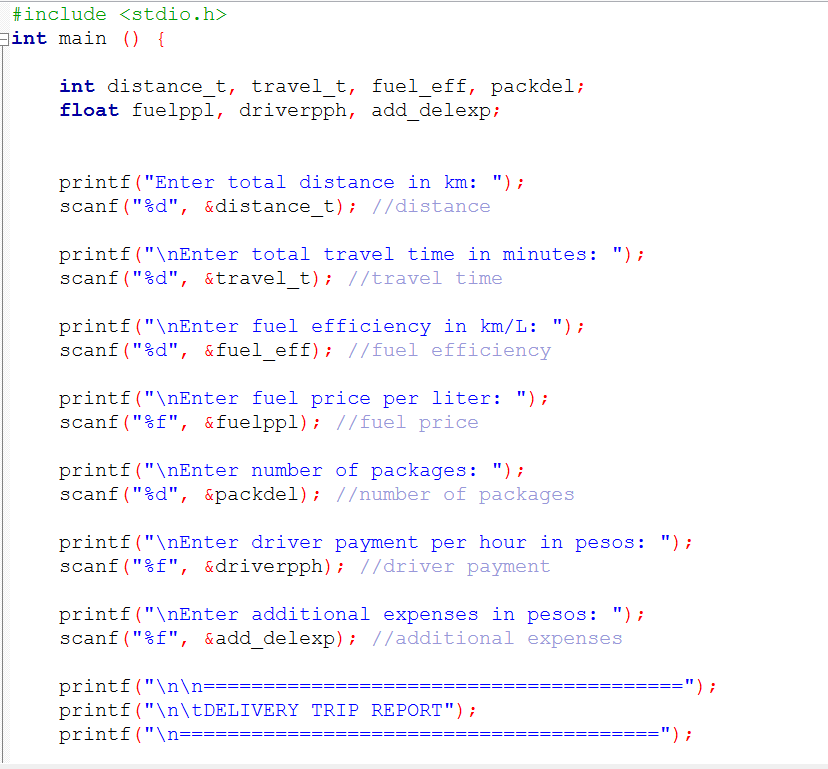 #include <stdio.h>
int main () {
int distance_t, travel_t, fuel_eff, packdel;
float fuelppl, driverpph, add_delexp;
printf("Enter total distance in km: ");
scanf("%d", &distance_t); //distance
printf("\nEnter total travel time in minutes: ");
scanf("%d", &travel_t); //travel time
printf("\nEnter fuel efficiency in km/L: ");
scanf("%d", &fuel_eff); //fuel efficiency
printf("\nEnter fuel price per liter: ");
scanf("%f", &fuelppl); //fuel price
printf("\nEnter number of packages: ");
scanf("%d", &packdel); //number of packages
printf("\nEnter driver payment per hour in pesos: ");
scanf("%f", &driverpph); //driver payment
printf("\nEnter additional expenses in pesos: ");
scanf("%f", &add_delexp); //additional expenses
printf("\n\n========================================");
printf("\n\tDELIVERY TRIP REPORT");
printf("\n========================================");